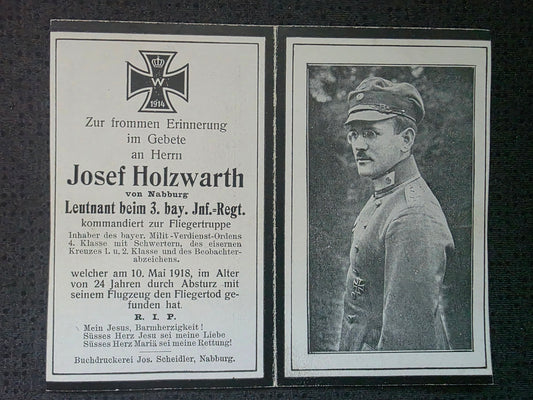 W
1914
Zur frommen Erinnerung
im Gebete
an Herrn
Josef Holzwarth
von Nabburg
Leutnant beim 3. bay. Jnf.-Regt.
kommandiert zur Fliegertruppe
Inhaber des bayer. Milit.-Verdienst-Ordens
4. Klasse mit Schwertern, des eisernen
Kreuzes 1. u. 2. Klasse und des Beobachter-
abzeichens.
welcher am 10. Mai 1918, im Alter
von 24 Jahren durch Absturz mit
seinem Flugzeug den Fliegertod ge-
funden hat.
R. I. P.
Mein Jesus, Barmherzigkeit!
Süsses Herz Jesu sei meine Liebe
Süsses Herz Mariä sei meine Rettung!
Buchdruckerei Jos. Scheidler, Nabburg.